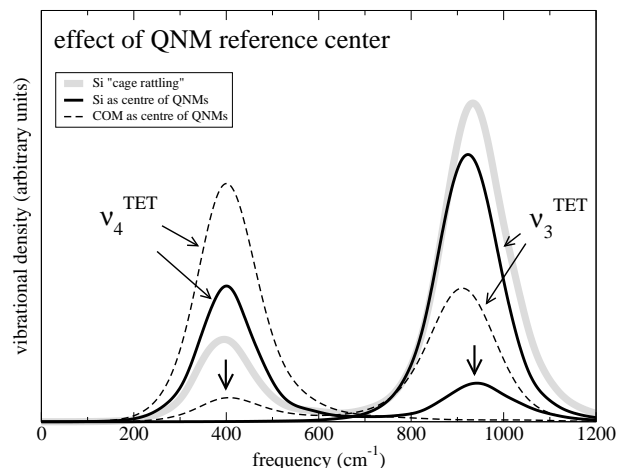 effect of QNM reference center
Si "cage rattling"
Si as centre of QNMs
COM as centre of QNMs
ν₄ᵀᴱᵀ
ν₃ᵀᴱᵀ
vibrational density (arbitrary units)
0 200 400 600 800 1000 1200
frequency (cm⁻¹)